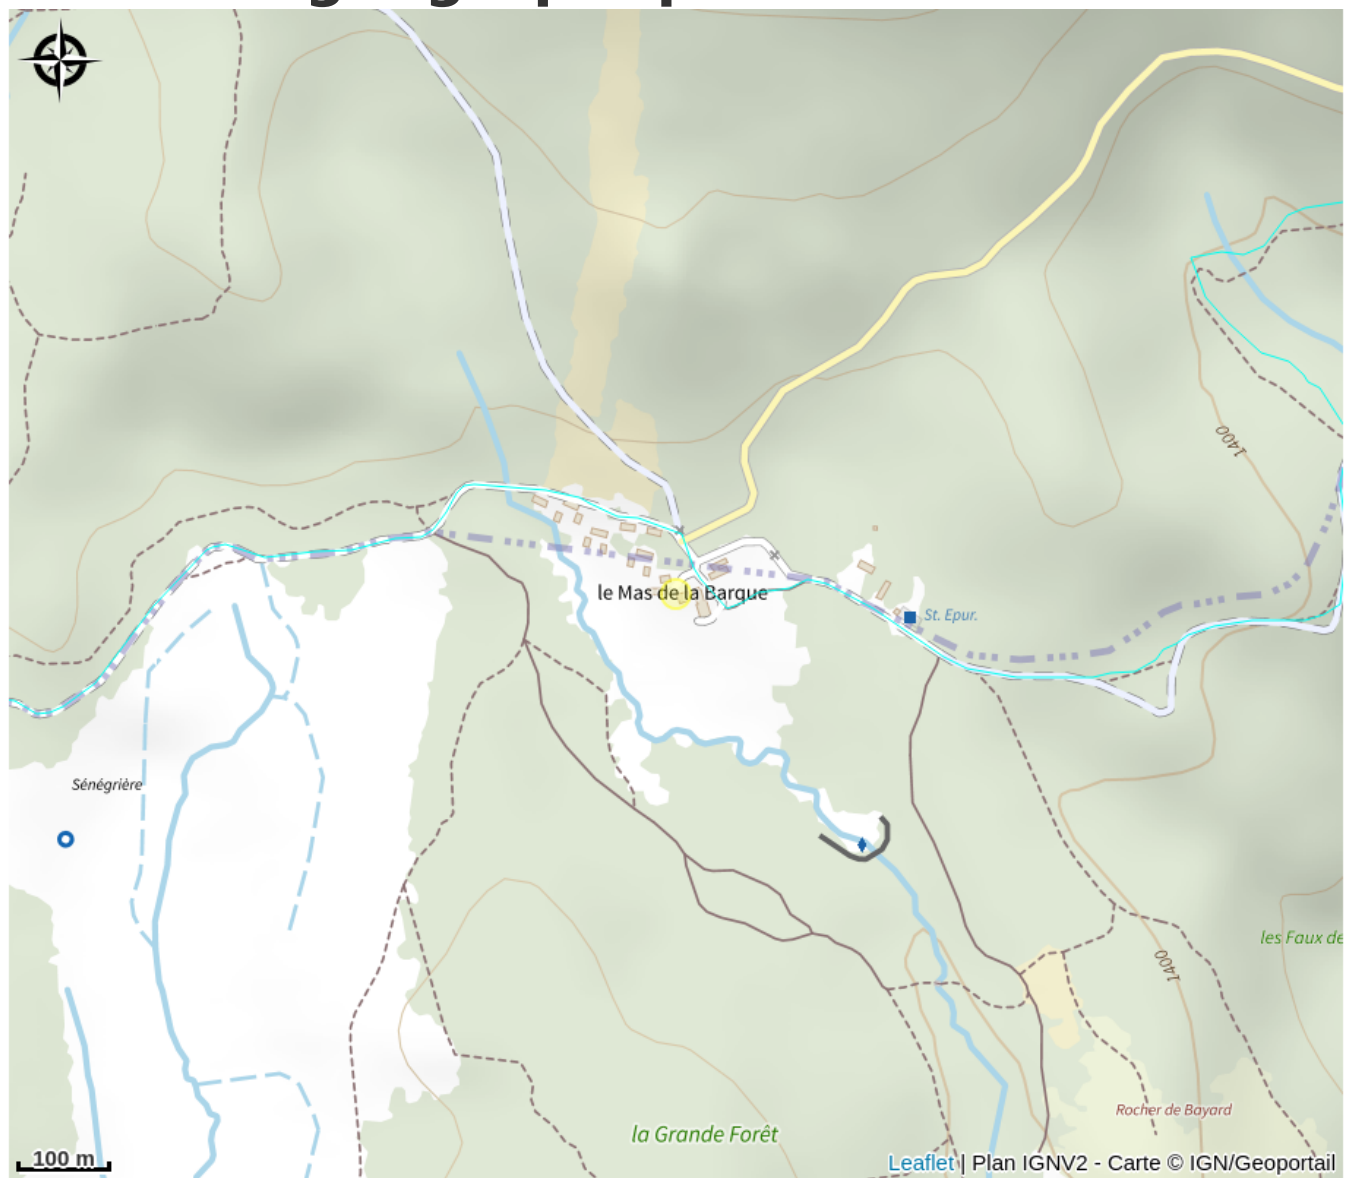 1400
le Mas de la Barque
St. Epur.
Sénégrière
les Faux de
1400
Rocher de Bayard
la Grande Forêt
100 m
Leaflet | Plan IGNV2 - Carte © IGN/Geoportail